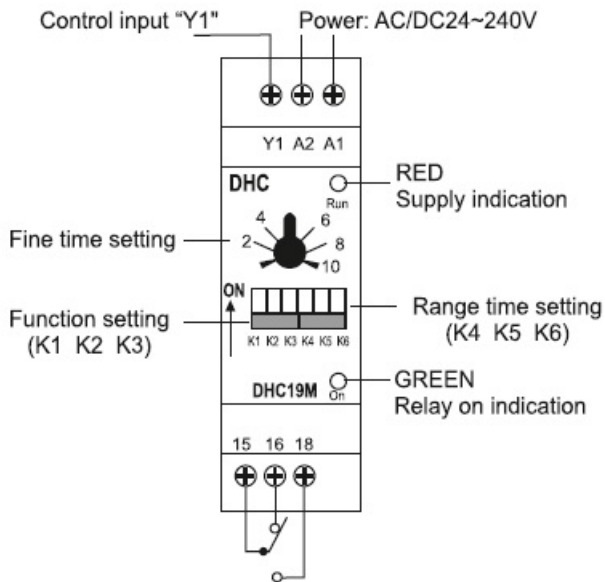 Control input “Y1"
Power: AC/DC24~240V
Y1 A2 A1
DHC
RED
Run
Supply indication
4 6
Fine time setting
2 8
10
ON
Function setting
(K1 K2 K3)
Range time setting
(K4 K5 K6)
K1 K2 K3 K4 K5 K6
DHC19M
On
GREEN
Relay on indication
15 16 18